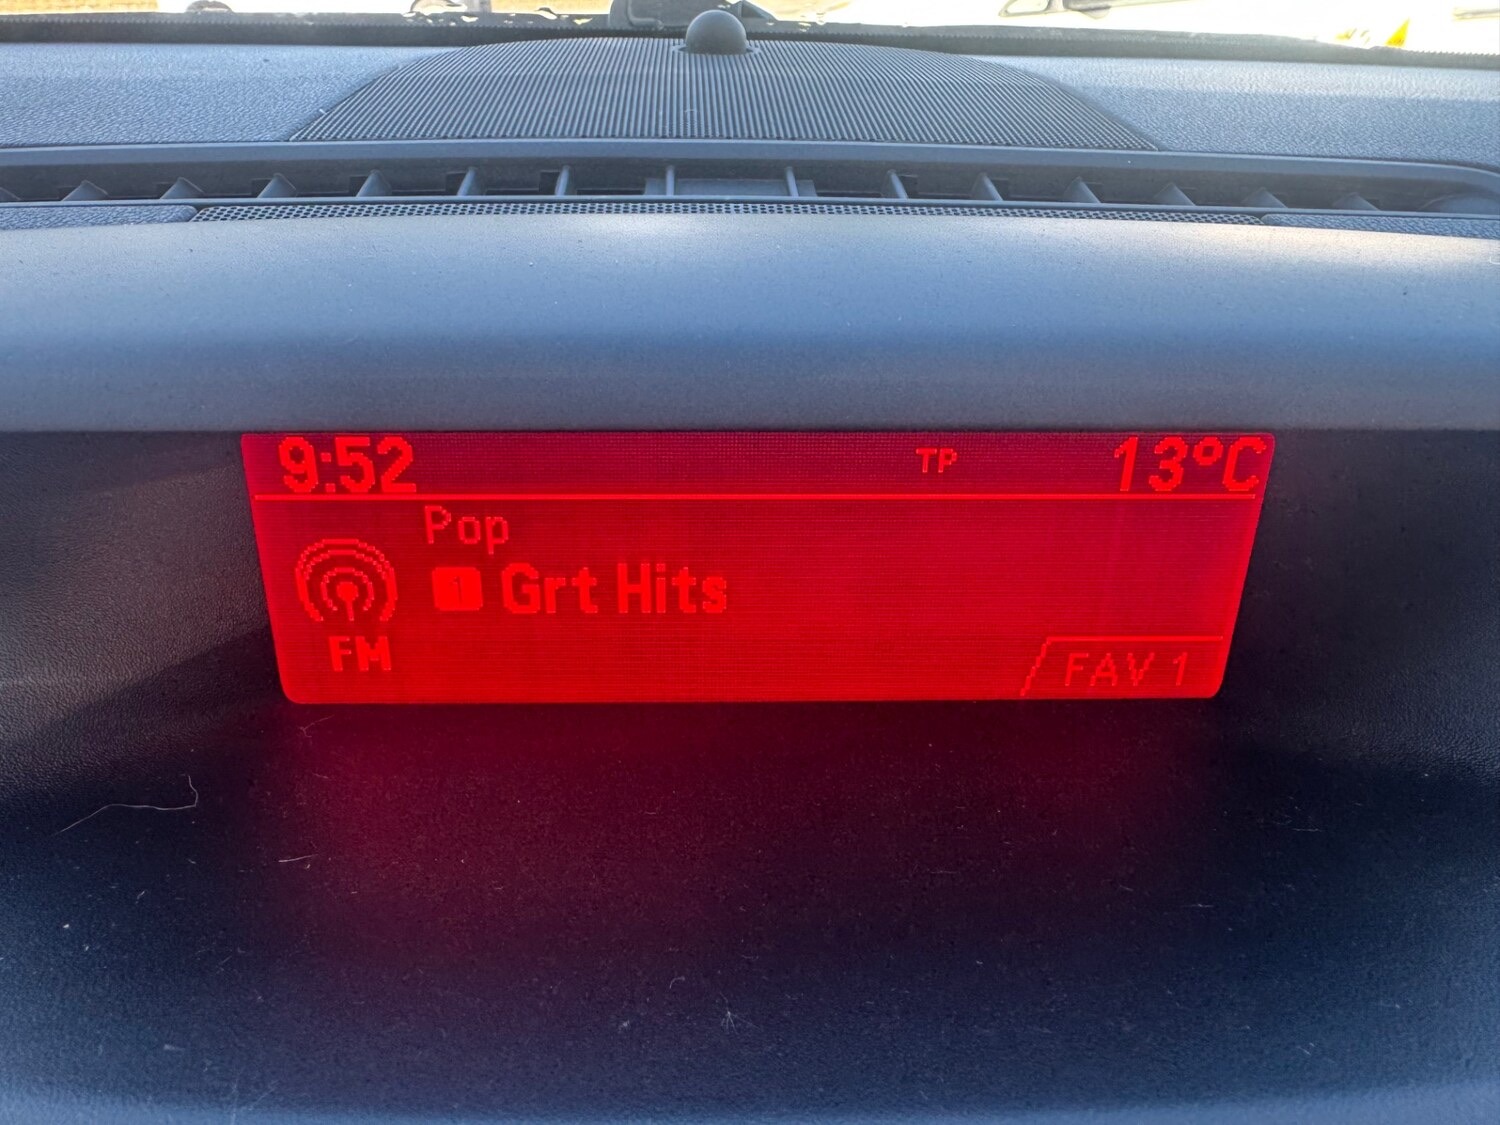 9:52 TP 13°C
Pop
1 Grt Hits
FM
FAV 1